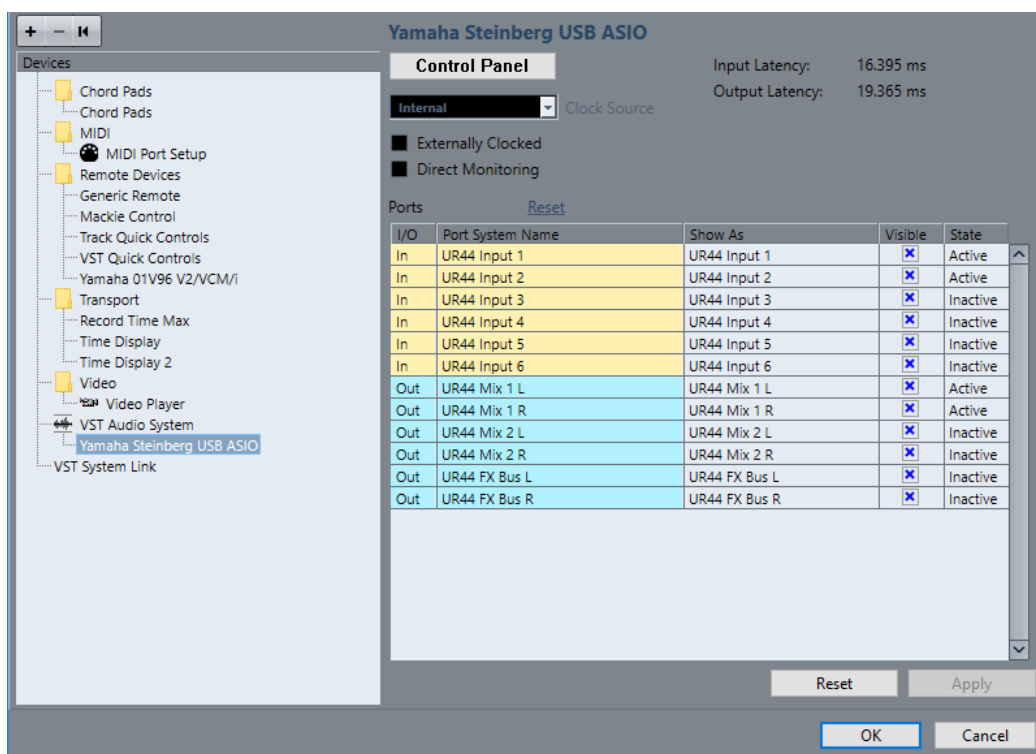 + −
Devices
Chord Pads
Chord Pads
MIDI
MIDI Port Setup
Remote Devices
Generic Remote
Mackie Control
Track Quick Controls
VST Quick Controls
Yamaha 01V96 V2/VCM/i
Transport
Record Time Max
Time Display
Time Display 2
Video
Video Player
VST Audio System
Yamaha Steinberg USB ASIO
VST System Link
Yamaha Steinberg USB ASIO
Control Panel
Input Latency: 16.395 ms
Output Latency: 19.365 ms
Internal Clock Source
Externally Clocked
Direct Monitoring
Ports Reset
I/O Port System Name Show As Visible State
In UR44 Input 1 UR44 Input 1 Active
In UR44 Input 2 UR44 Input 2 Active
In UR44 Input 3 UR44 Input 3 Inactive
In UR44 Input 4 UR44 Input 4 Inactive
In UR44 Input 5 UR44 Input 5 Inactive
In UR44 Input 6 UR44 Input 6 Inactive
Out UR44 Mix 1 L UR44 Mix 1 L Active
Out UR44 Mix 1 R UR44 Mix 1 R Active
Out UR44 Mix 2 L UR44 Mix 2 L Inactive
Out UR44 Mix 2 R UR44 Mix 2 R Inactive
Out UR44 FX Bus L UR44 FX Bus L Inactive
Out UR44 FX Bus R UR44 FX Bus R Inactive
Reset Apply
OK Cancel